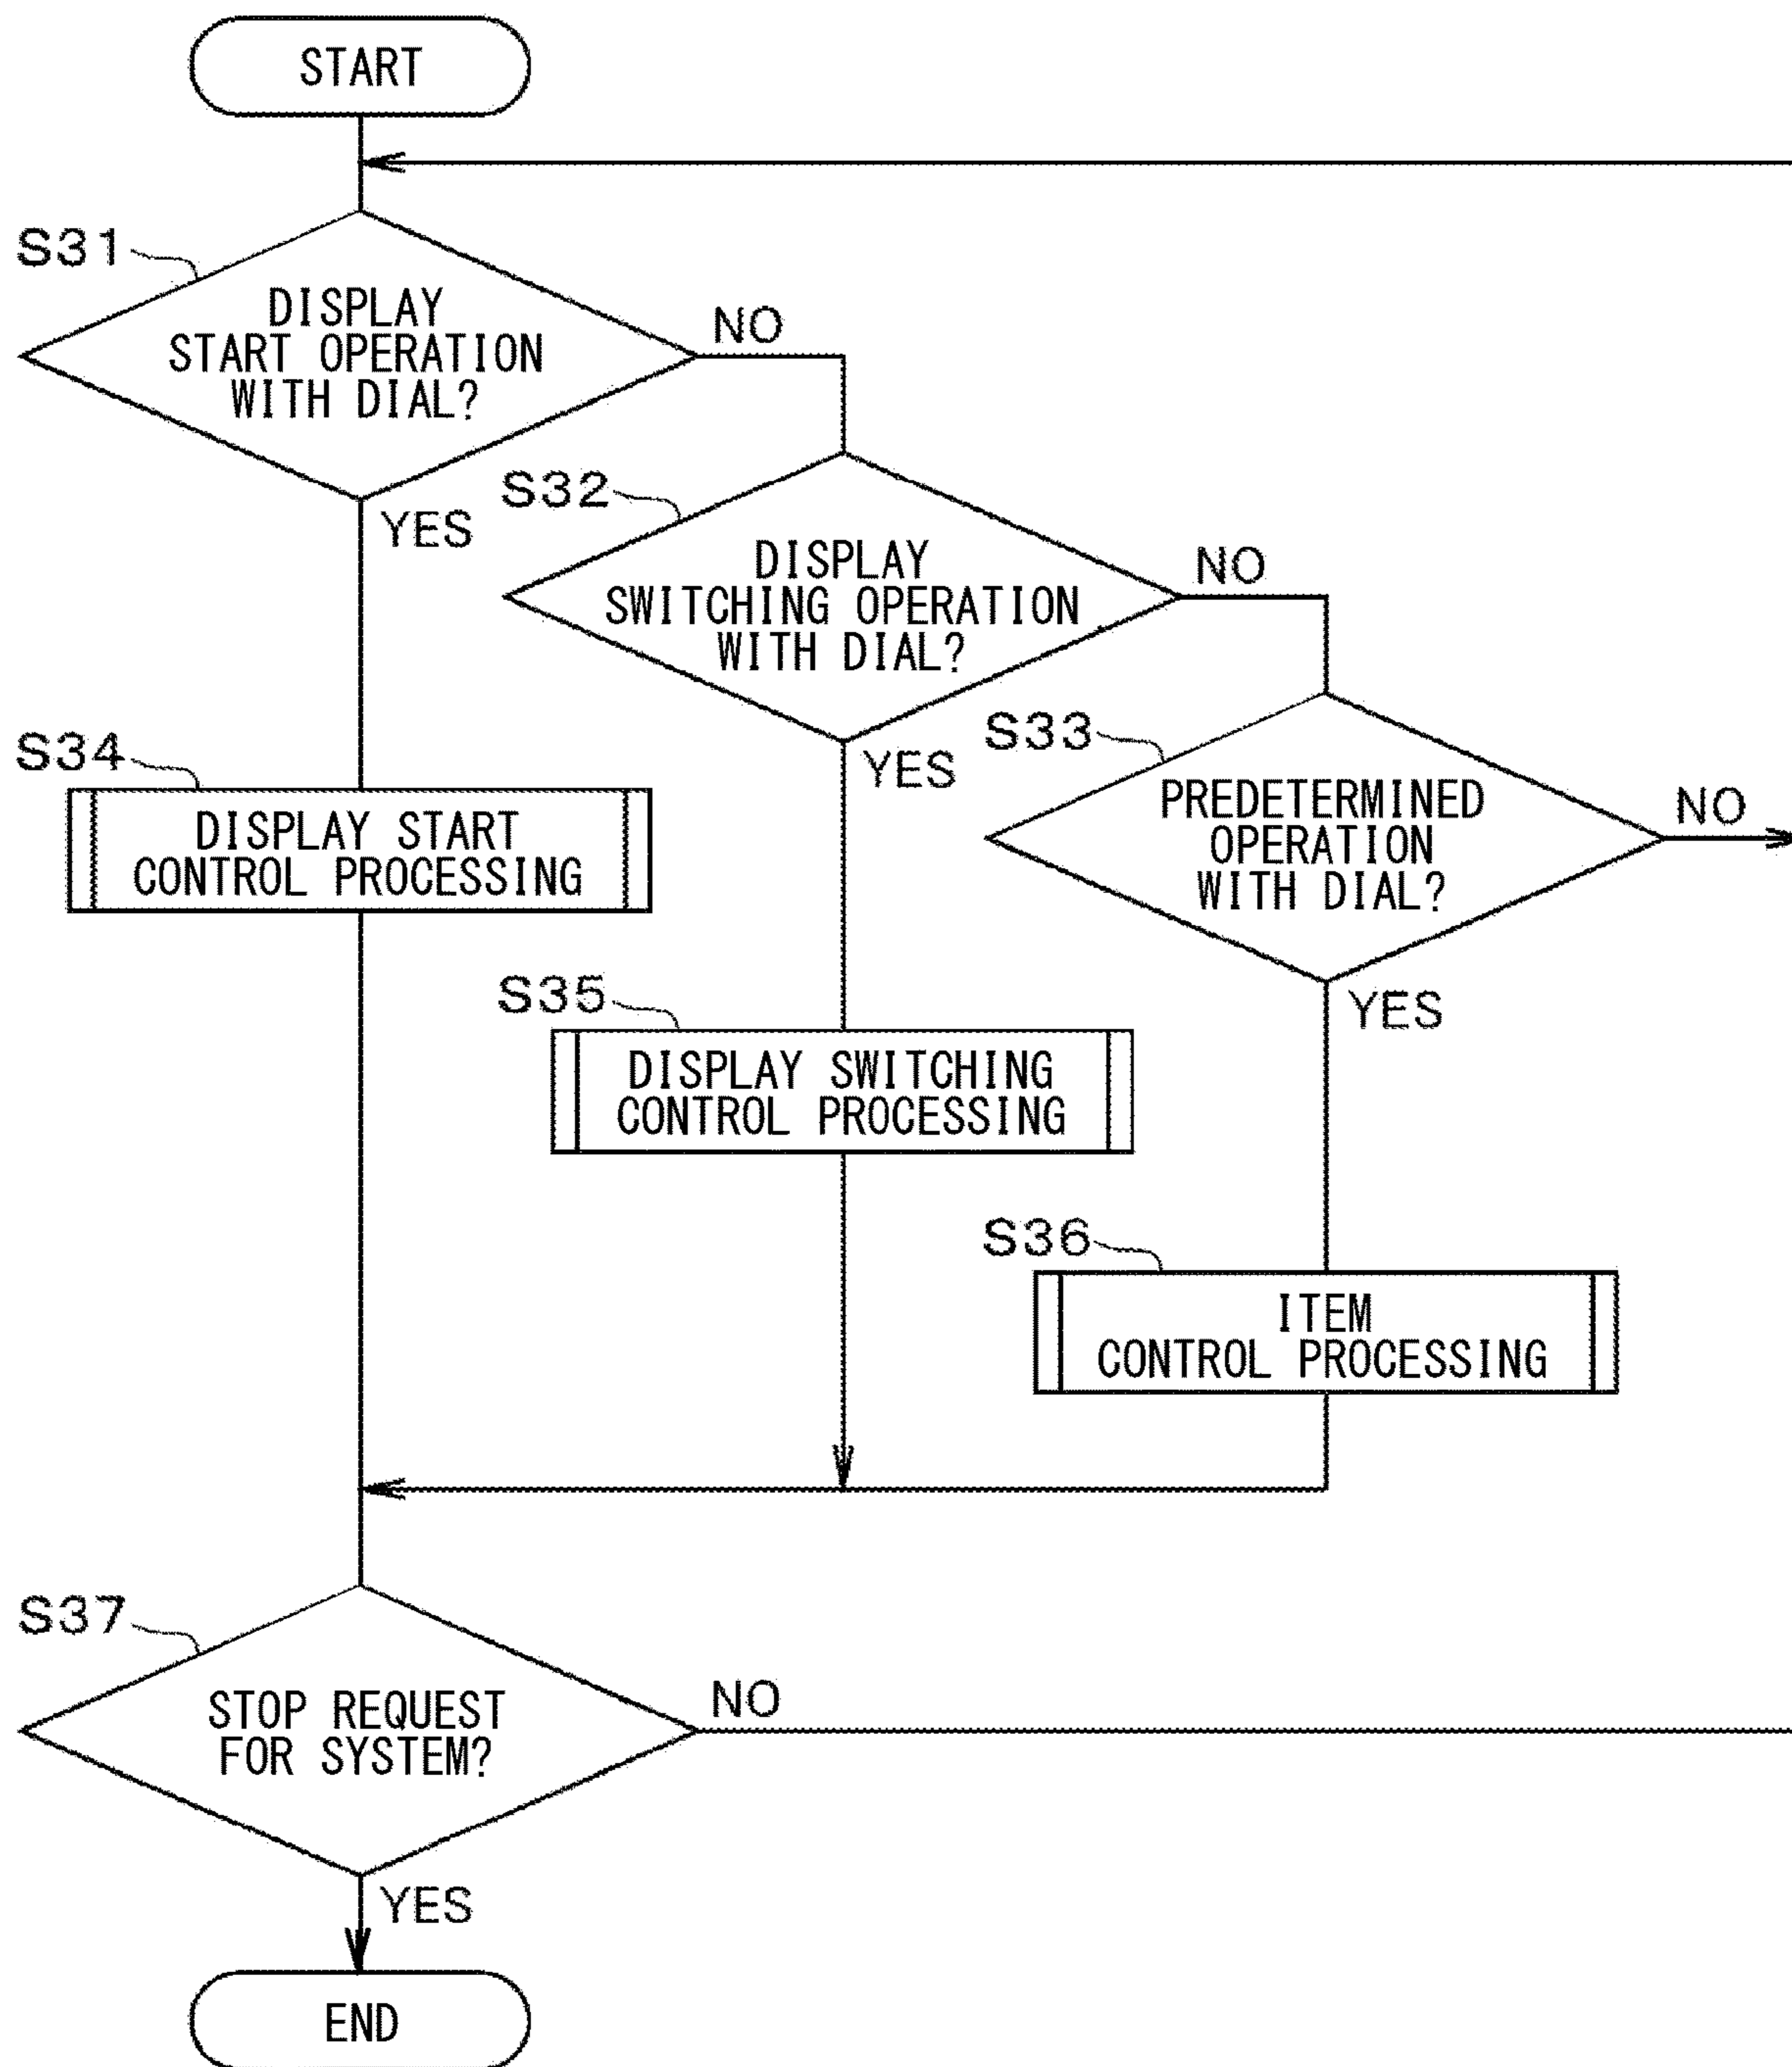 START
S31
DISPLAY
START OPERATION
WITH DIAL?
NO
YES
S32
DISPLAY
SWITCHING OPERATION
WITH DIAL?
NO
YES
S33
PREDETERMINED
OPERATION
WITH DIAL?
NO
YES
S34
DISPLAY START
CONTROL PROCESSING
S35
DISPLAY SWITCHING
CONTROL PROCESSING
S36
ITEM
CONTROL PROCESSING
S37
STOP REQUEST
FOR SYSTEM?
NO
YES
END